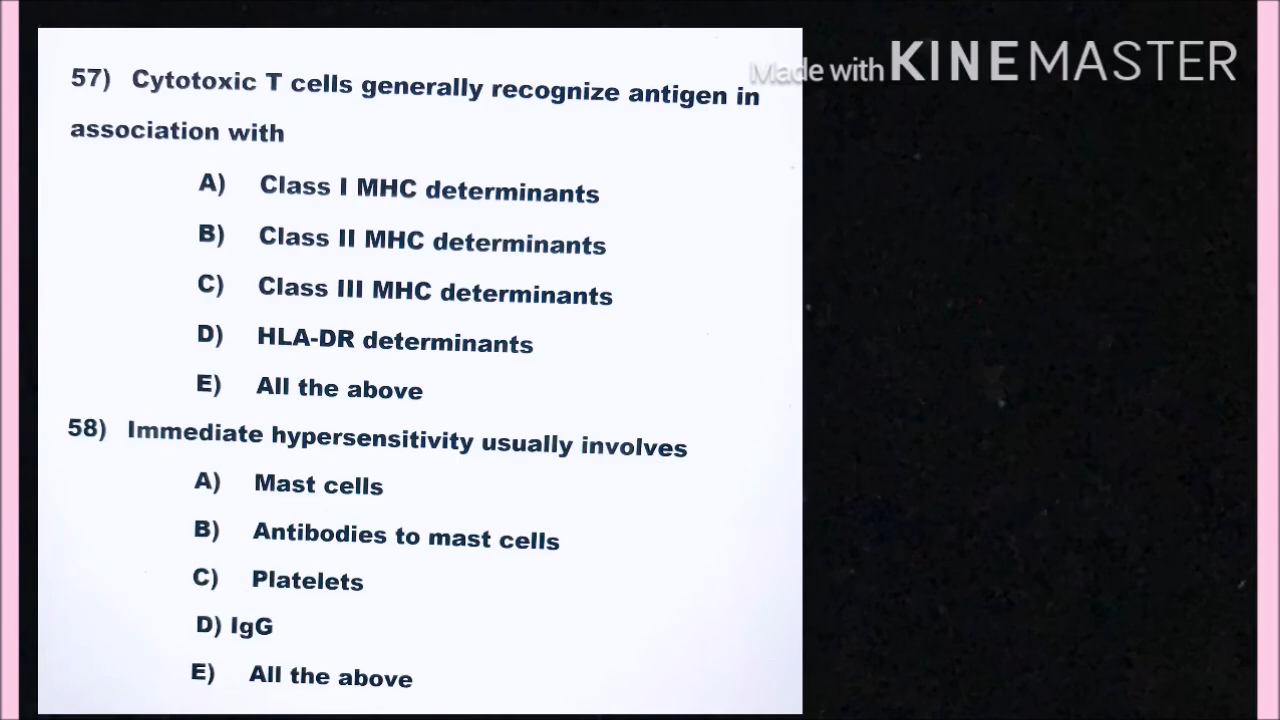 Made with KINEMASTER
57) Cytotoxic T cells generally recognize antigen in
association with
A) Class I MHC determinants
B) Class II MHC determinants
C) Class III MHC determinants
D) HLA-DR determinants
E) All the above
58) Immediate hypersensitivity usually involves
A) Mast cells
B) Antibodies to mast cells
C) Platelets
D) IgG
E) All the above